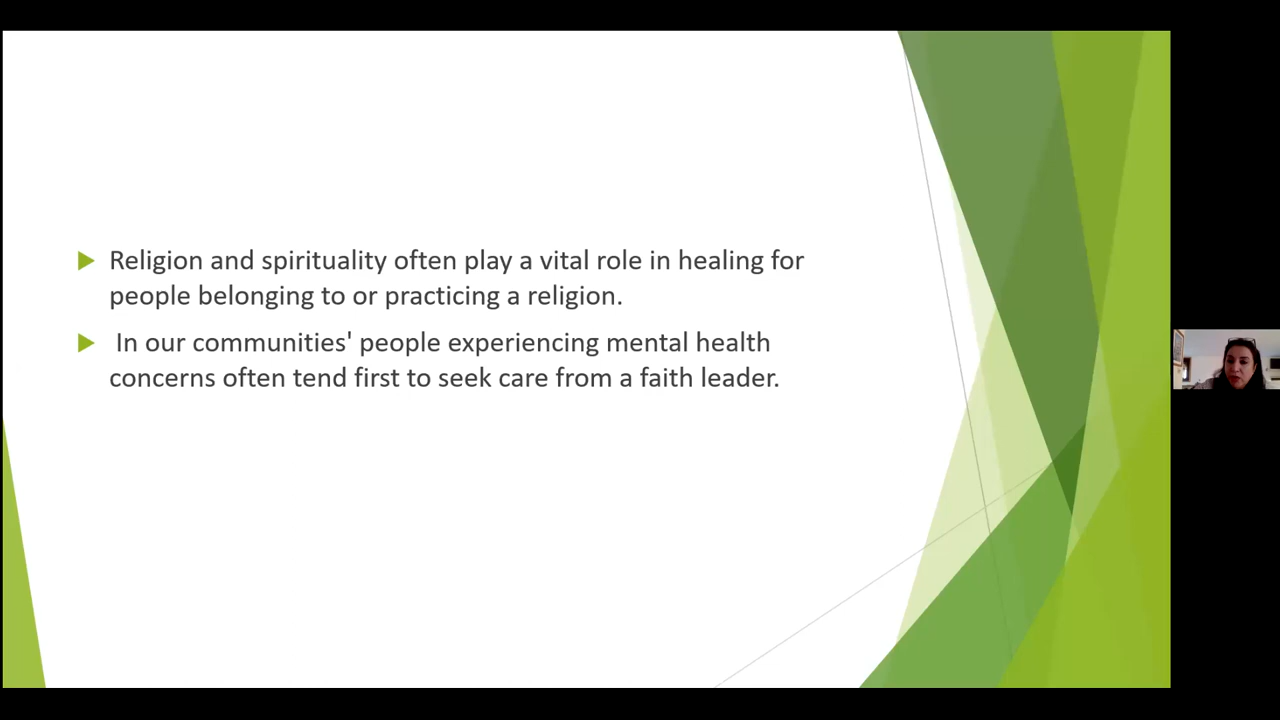 Religion and spirituality often play a vital role in healing for
people belonging to or practicing a religion.
In our communities' people experiencing mental health
concerns often tend first to seek care from a faith leader.